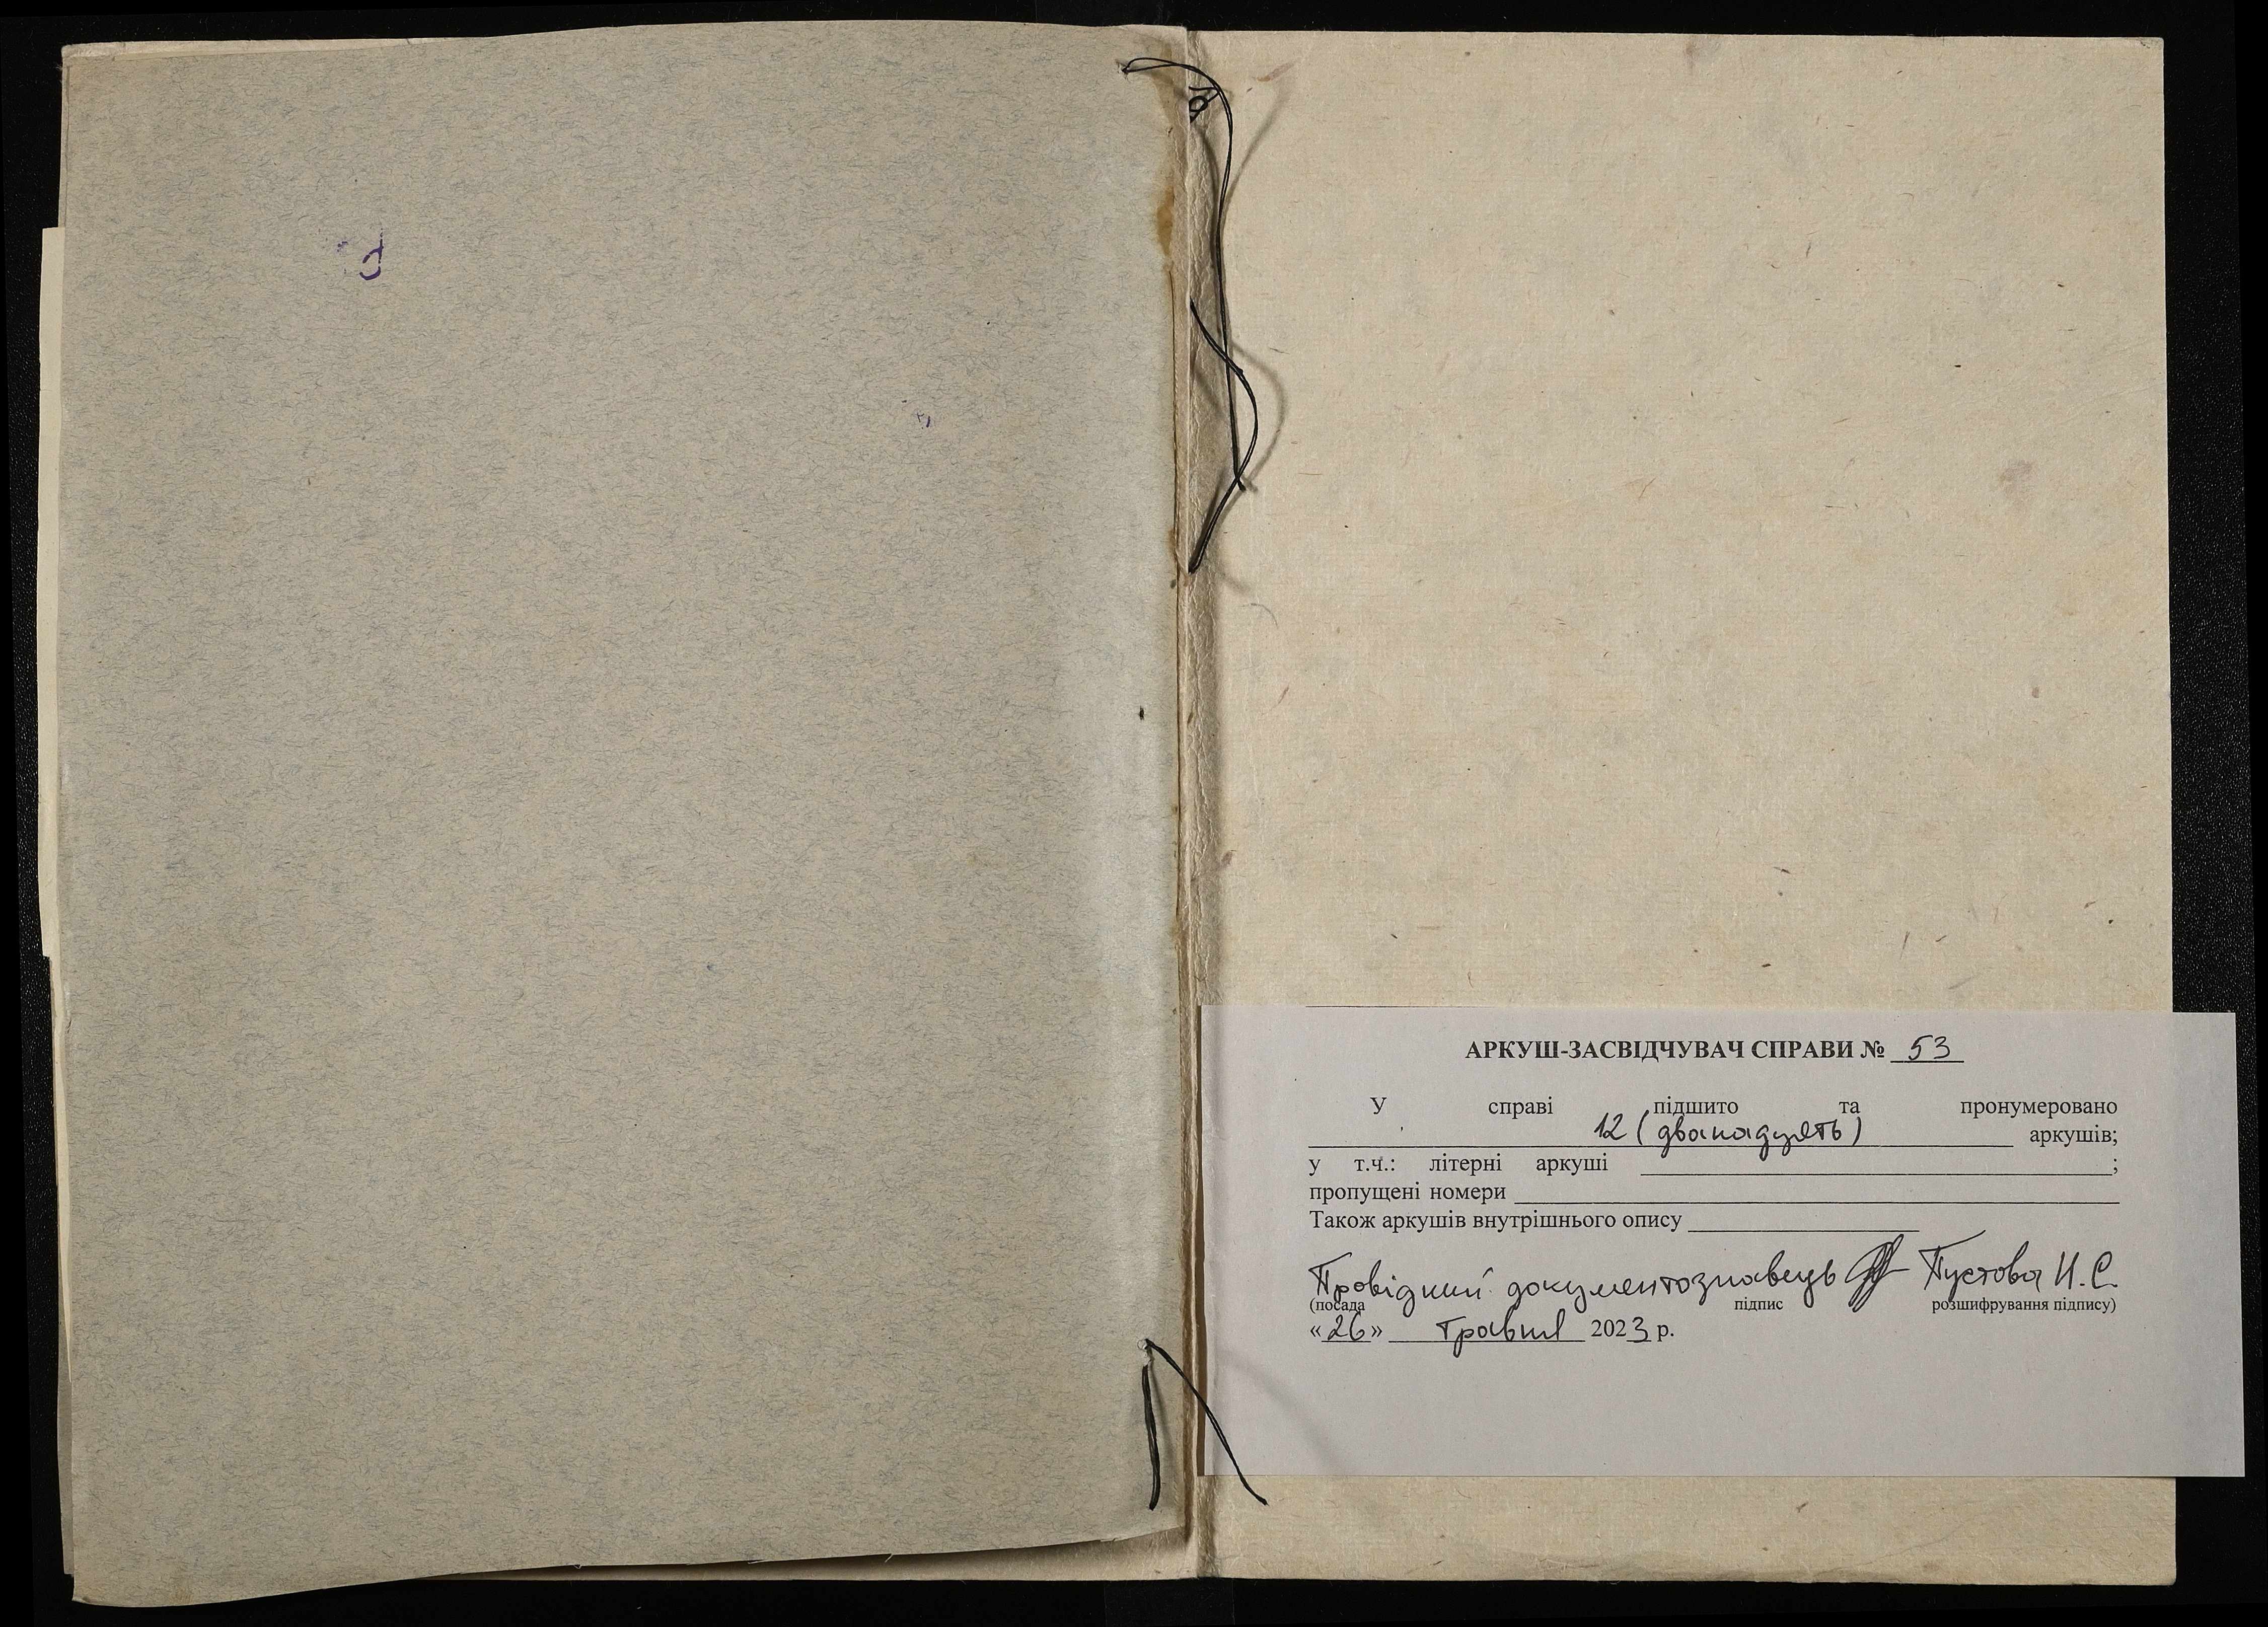 АРКУШ-ЗАСВІДЧУВАЧ СПРАВИ № 53
У справі підшито та пронумеровано
12 (дванадцять) аркушів;
у т.ч.: літерні аркуші ;
пропущені номери
Також аркушів внутрішнього опису
Провідний документознавець Пустова Н.С.
(посада підпис розшифрування підпису)
«26» травня 2023 р.